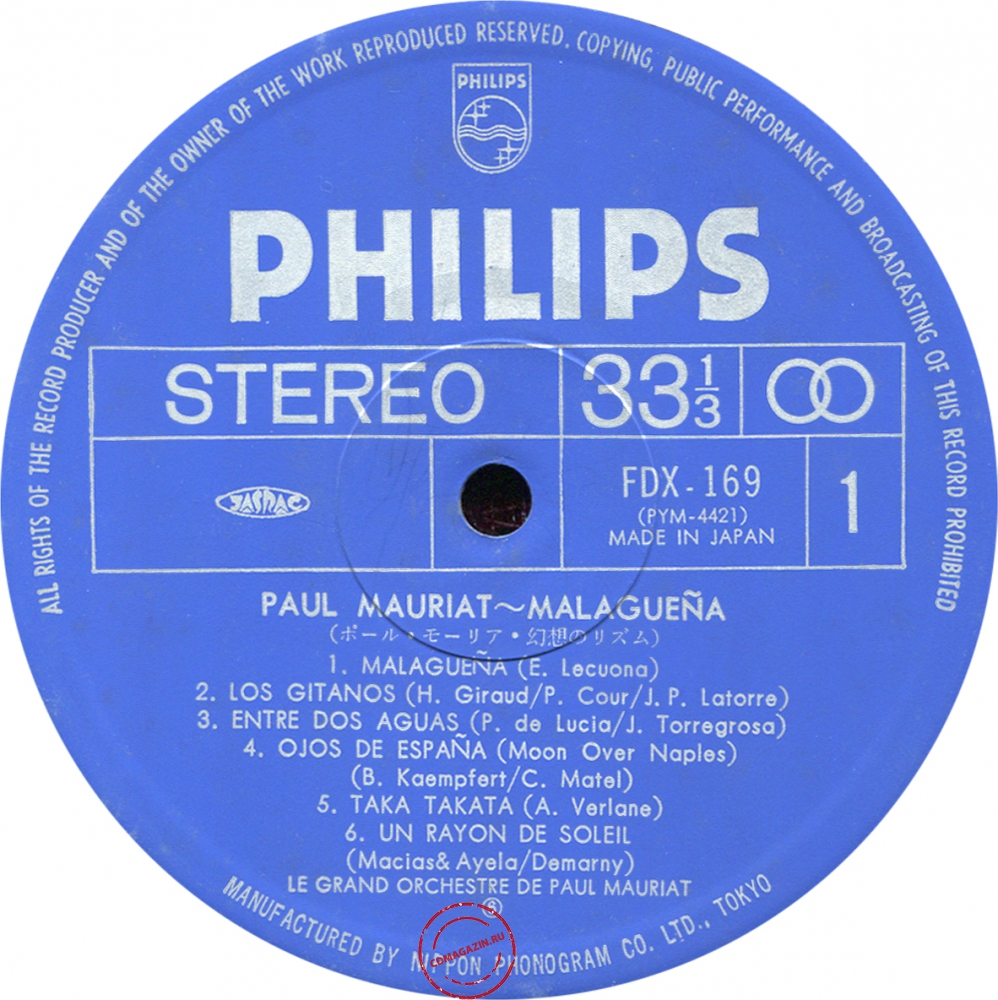 ALL RIGHTS OF THE RECORD PRODUCER AND OF THE OWNER OF THE WORK REPRODUCED RESERVED. COPYING, PUBLIC PERFORMANCE AND BROADCASTING OF THIS RECORD PROHIBITED
PHILIPS
PHILIPS
STEREO
33 1/3
JASRAC
FDX-169
(PYM-4421)
MADE IN JAPAN
1
PAUL MAURIAT~MALAGUEÑA
(ポール・モーリア・幻想のリズム)
1. MALAGUEÑA (E. Lecuona)
2. LOS GITANOS (H. Giraud/P. Cour/J. P. Latorre)
3. ENTRE DOS AGUAS (P. de Lucia/J. Torregrosa)
4. OJOS DE ESPAÑA (Moon Over Naples)
(B. Kaempfert/C. Matel)
5. TAKA TAKATA (A. Verlane)
6. UN RAYON DE SOLEIL
(Macias & Ayela/Demarny)
LE GRAND ORCHESTRE DE PAUL MAURIAT
MANUFACTURED BY NIPPON PHONOGRAM CO. LTD., TOKYO
CDMAGAZIN.RU